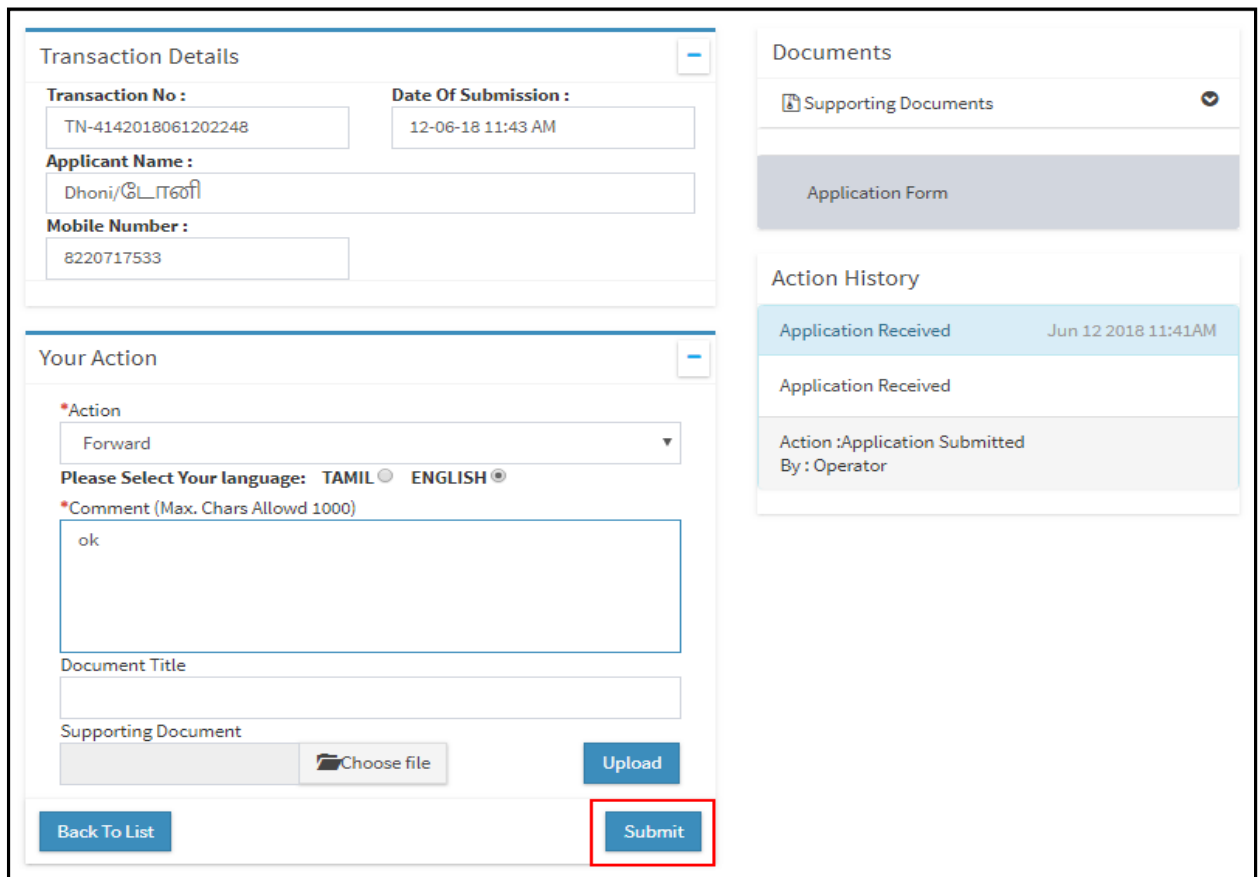 Transaction Details
Transaction No :
Date Of Submission :
TN-4142018061202248
12-06-18 11:43 AM
Applicant Name :
Dhoni/டோனி
Mobile Number :
8220717533
Your Action
*Action
Forward
Please Select Your language: TAMIL ENGLISH
*Comment (Max. Chars Allowd 1000)
ok
Document Title
Supporting Document
Choose file
Upload
Back To List
Submit
Documents
Supporting Documents
Application Form
Action History
Application Received Jun 12 2018 11:41AM
Application Received
Action :Application Submitted
By : Operator